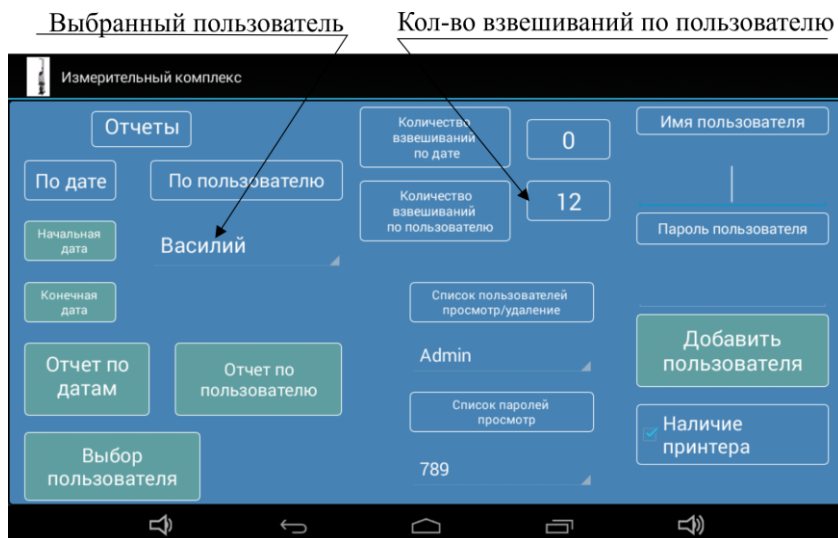 Выбранный пользователь
Кол-во взвешиваний по пользователю
Измерительный комплекс
Отчеты
По дате
По пользователю
Начальная
дата
Василий
Конечная
дата
Отчет по
датам
Отчет по
пользователю
Выбор
пользователя
Количество
взвешиваний
по дате
0
Количество
взвешиваний
по пользователю
12
Список пользователей
просмотр/удаление
Admin
Список паролей
просмотр
789
Имя пользователя
Пароль пользователя
Добавить
пользователя
Наличие
принтера